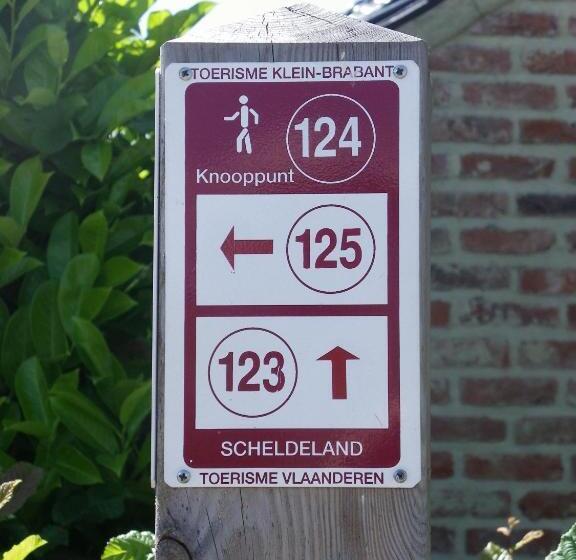 TOERISME KLEIN-BRABANT
124
Knooppunt
125
123
SCHELDELAND
TOERISME VLAANDEREN